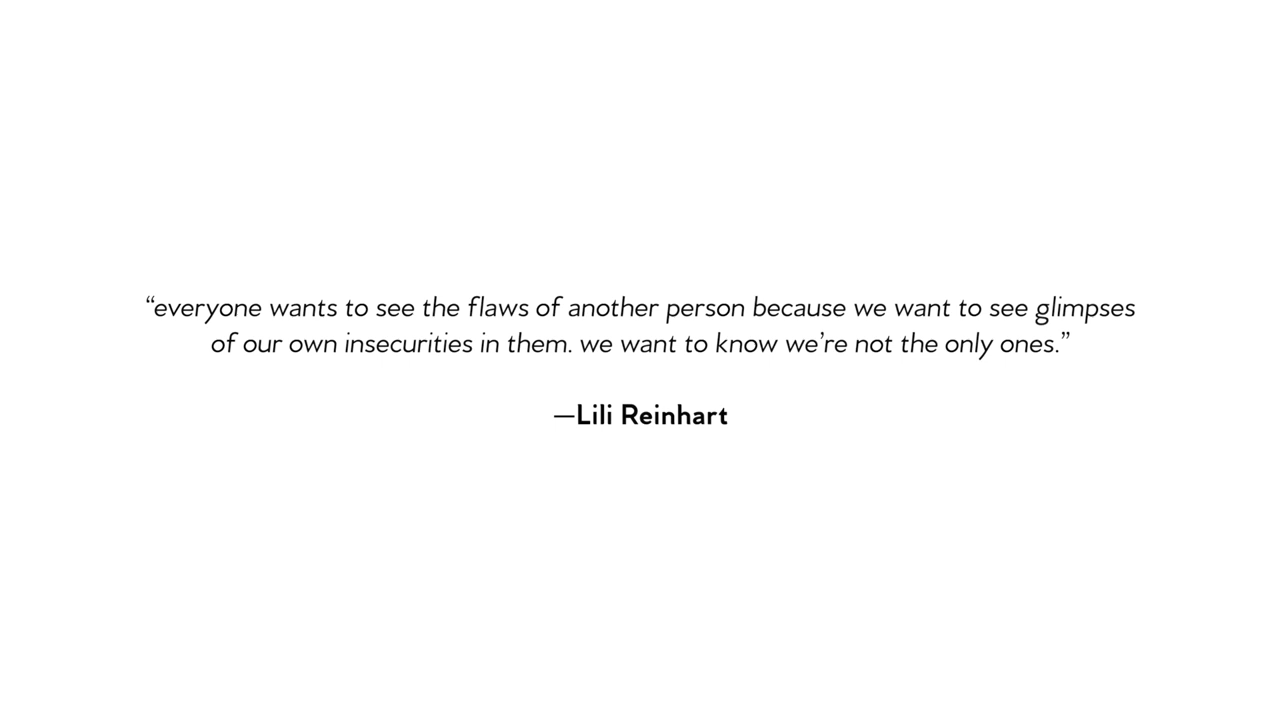 “everyone wants to see the flaws of another person because we want to see glimpses
of our own insecurities in them. we want to know we’re not the only ones.”
—Lili Reinhart